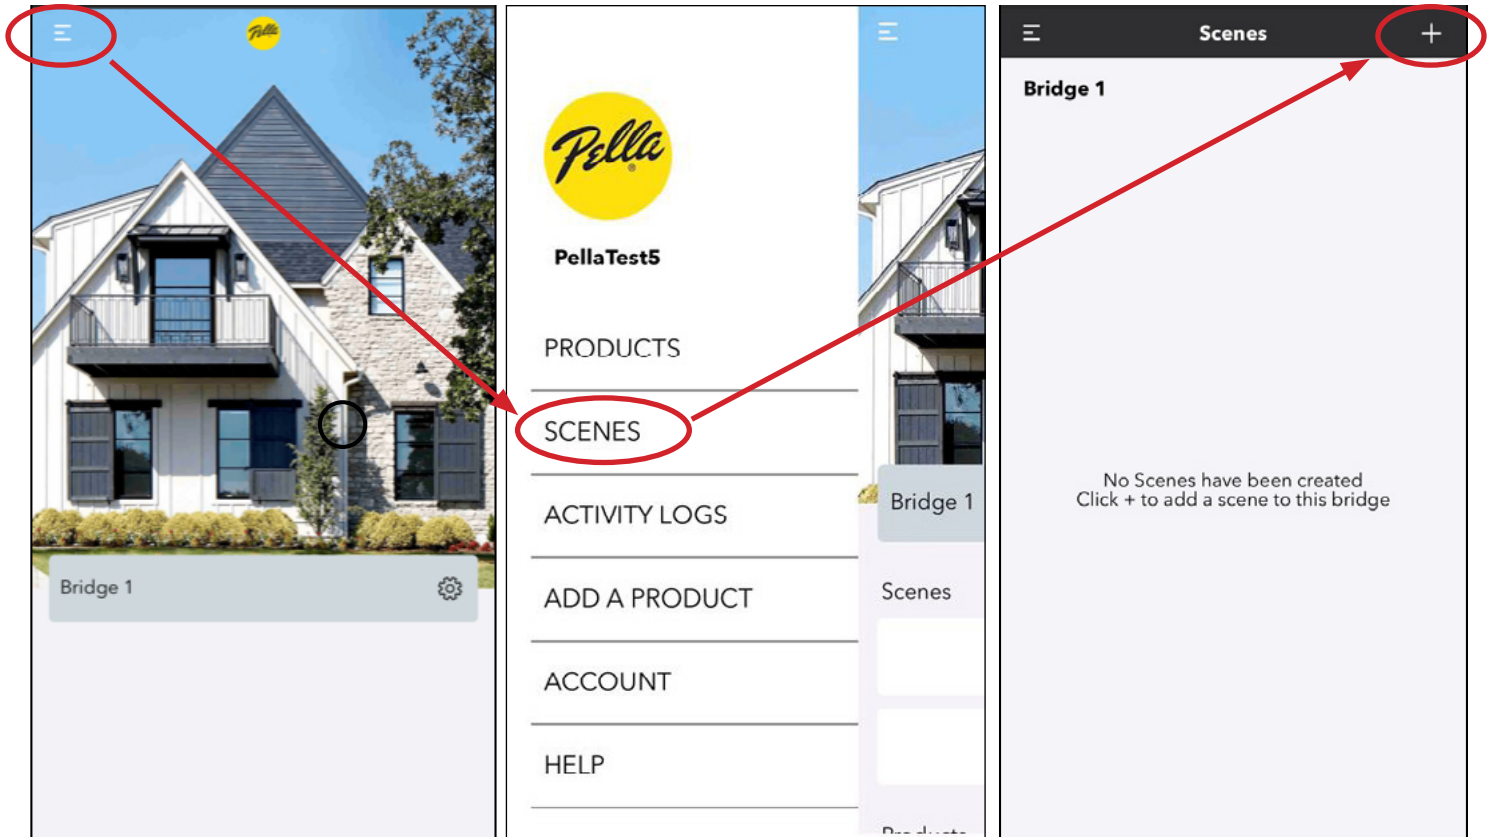 Pella
Bridge 1
Pella
®
PellaTest5
PRODUCTS
SCENES
ACTIVITY LOGS
ADD A PRODUCT
ACCOUNT
HELP
Bridge 1
Scenes
Products
Scenes
Bridge 1
No Scenes have been created
Click + to add a scene to this bridge